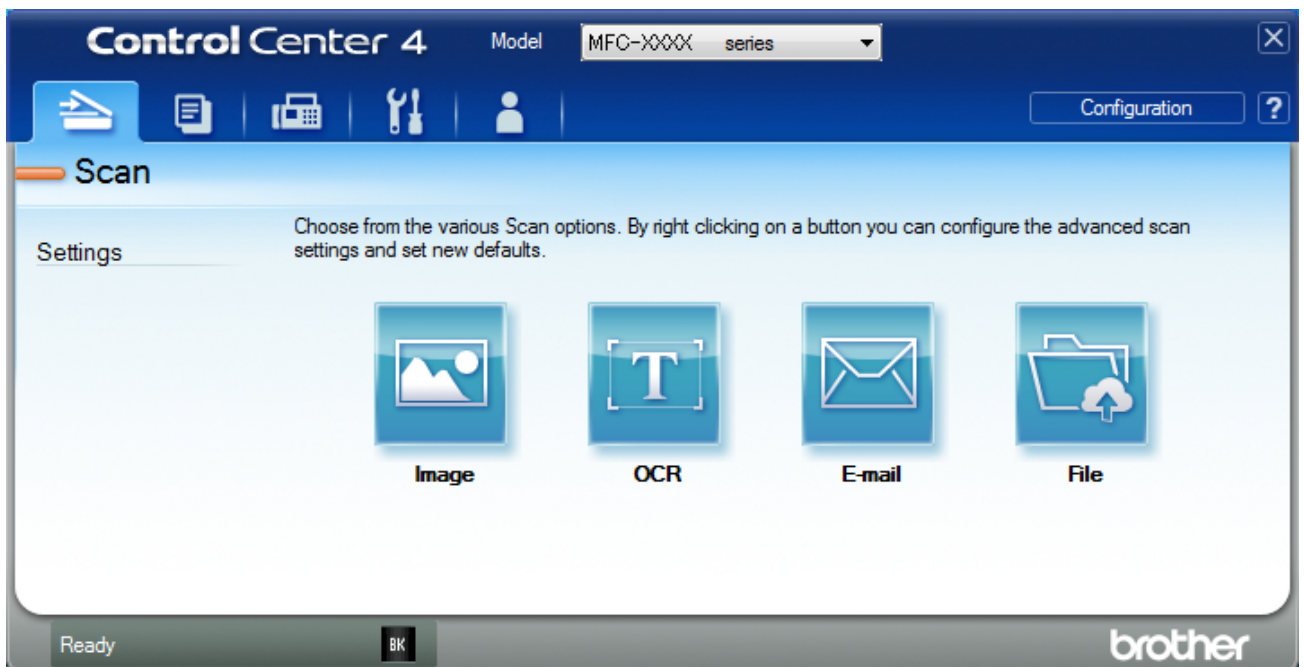 ControlCenter 4 Model MFC-XXXX series
Configuration ?
Scan
Settings
Choose from the various Scan options. By right clicking on a button you can configure the advanced scan
settings and set new defaults.
T
Image OCR E-mail File
Ready BK brother